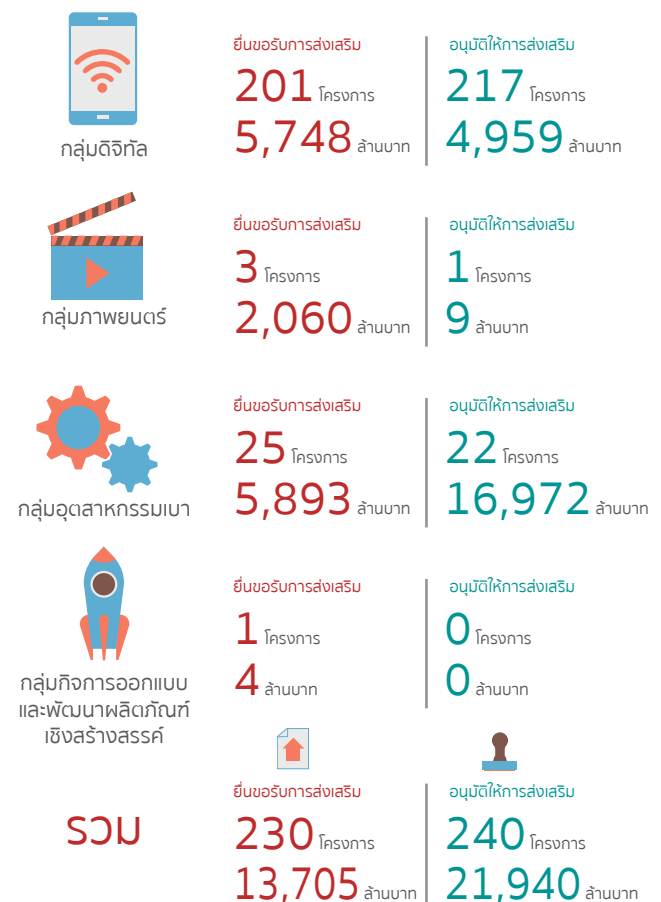 กลุ่มดิจิทัล
ยื่นขอรับการส่งเสริม
201 โครงการ
5,748 ล้านบาท
อนุมัติให้การส่งเสริม
217 โครงการ
4,959 ล้านบาท
กลุ่มภาพยนตร์
ยื่นขอรับการส่งเสริม
3 โครงการ
2,060 ล้านบาท
อนุมัติให้การส่งเสริม
1 โครงการ
9 ล้านบาท
กลุ่มอุตสาหกรรมเบา
ยื่นขอรับการส่งเสริม
25 โครงการ
5,893 ล้านบาท
อนุมัติให้การส่งเสริม
22 โครงการ
16,972 ล้านบาท
กลุ่มกิจการออกแบบ
และพัฒนาผลิตภัณฑ์
เชิงสร้างสรรค์
ยื่นขอรับการส่งเสริม
1 โครงการ
4 ล้านบาท
อนุมัติให้การส่งเสริม
0 โครงการ
0 ล้านบาท
รวม
ยื่นขอรับการส่งเสริม
230 โครงการ
13,705 ล้านบาท
อนุมัติให้การส่งเสริม
240 โครงการ
21,940 ล้านบาท